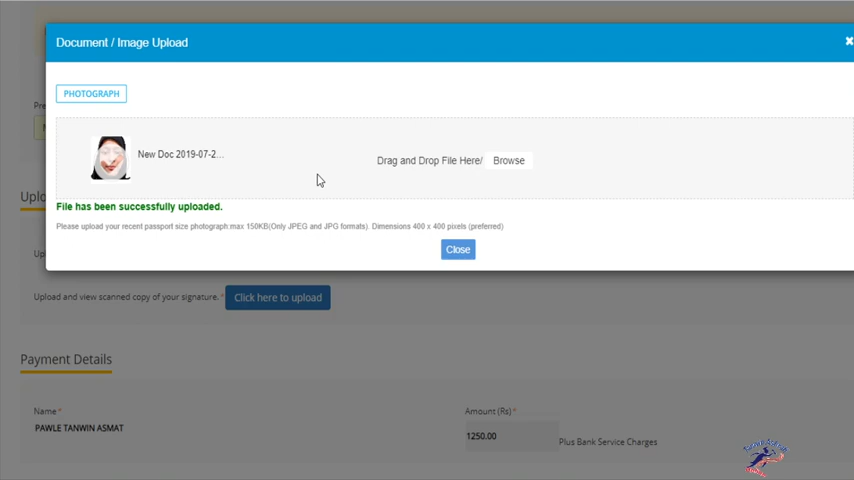 Document / Image Upload
PHOTOGRAPH
New Doc 2019-07-2...
Drag and Drop File Here/ Browse
File has been successfully uploaded.
Please upload your recent passport size photograph:max 150KB(Only JPEG and JPG formats). Dimensions 400 x 400 pixels (preferred)
Close
Upload and view scanned copy of your signature.* Click here to upload
Payment Details
Name*
PAWLE TANWIN ASMAT
Amount (Rs)*
1250.00 Plus Bank Service Charges